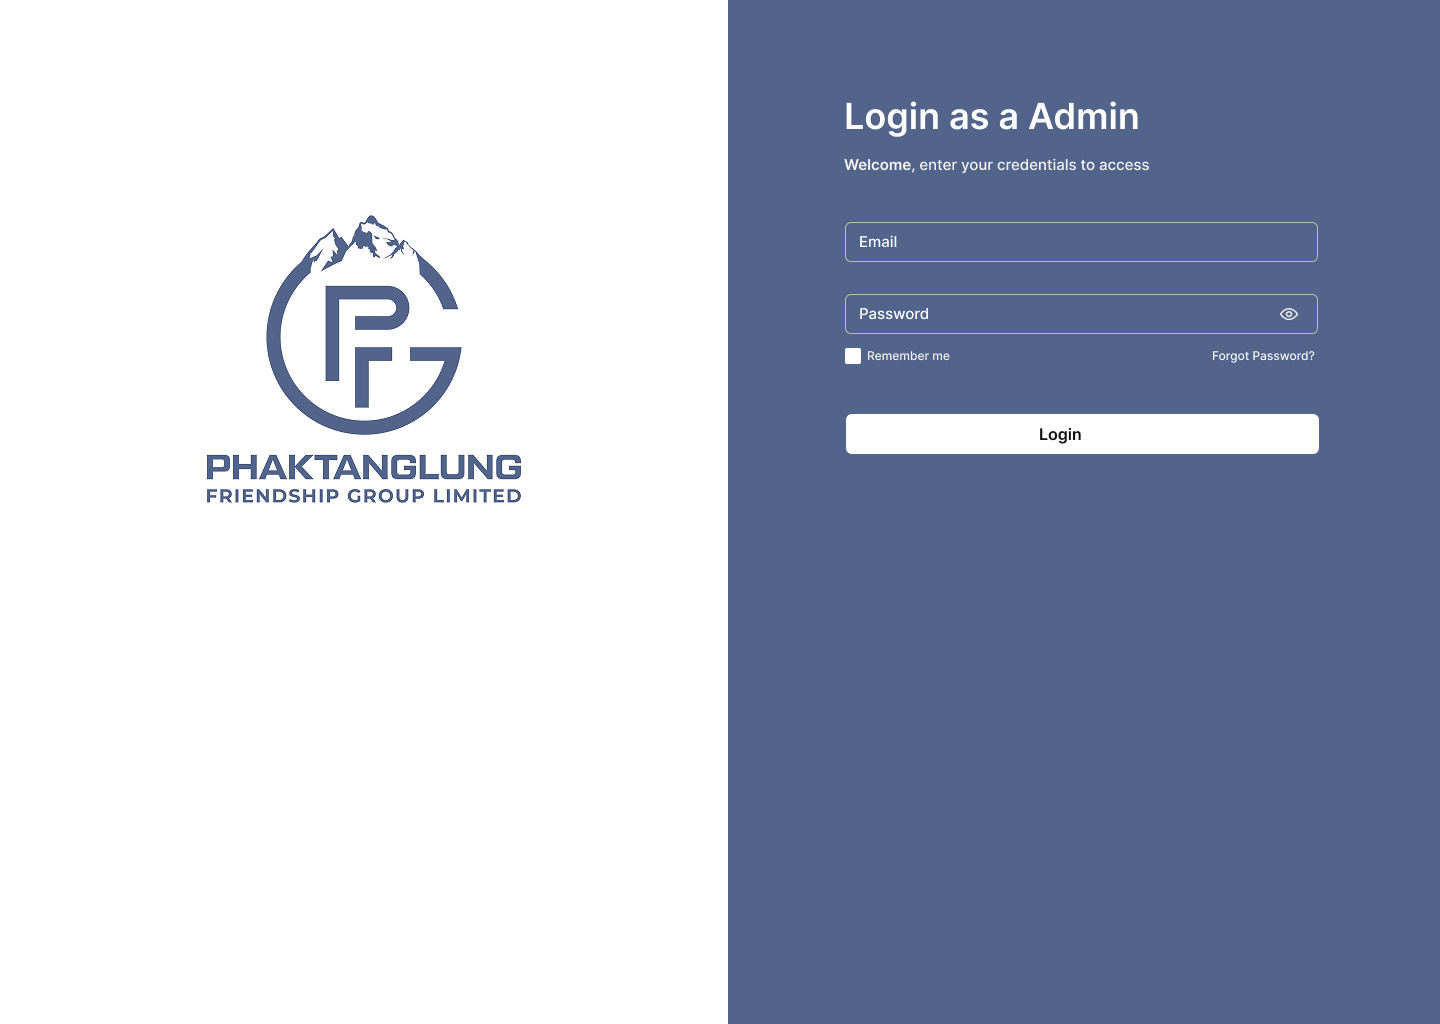 PHAKTANGLUNG
FRIENDSHIP GROUP LIMITED
Login as a Admin
Welcome, enter your credentials to access
Email
Password
Remember me
Forgot Password?
Login